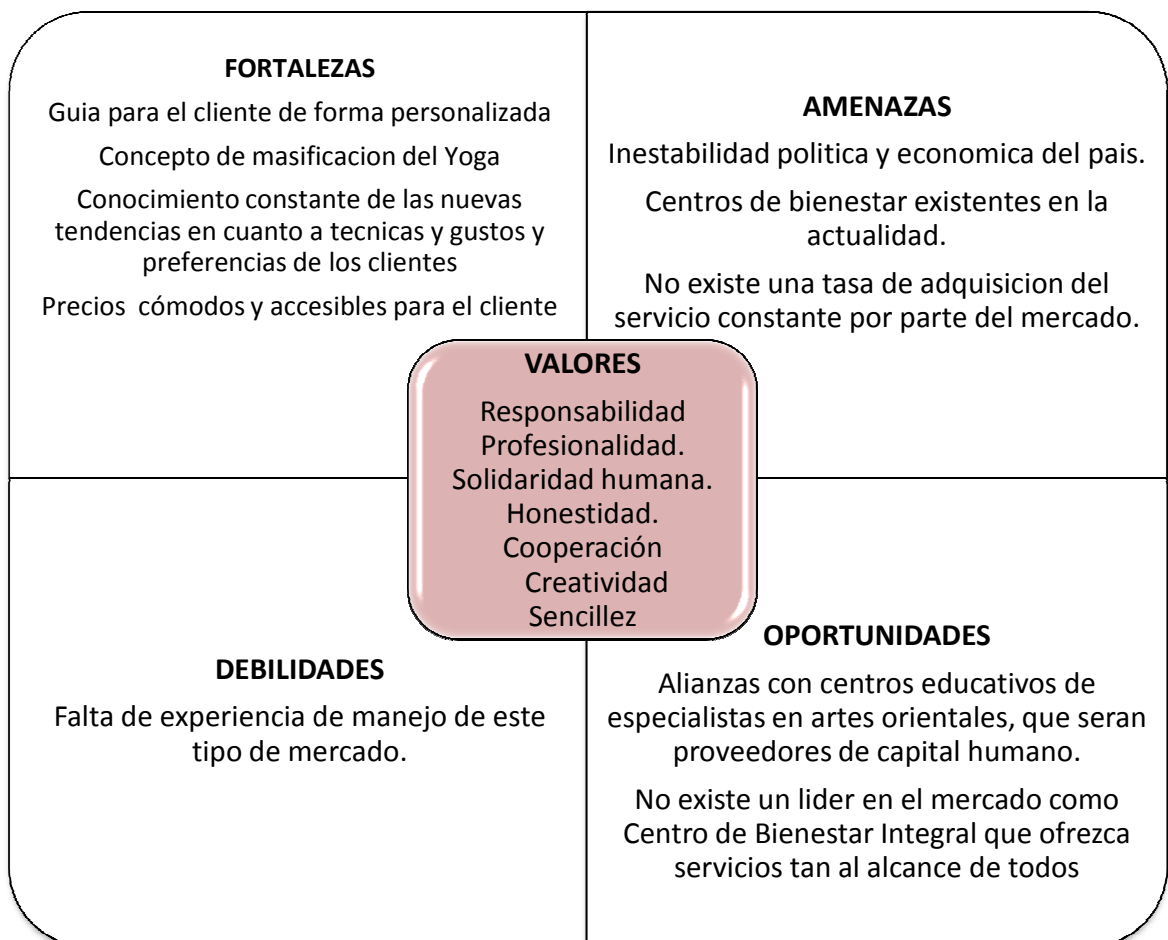 FORTALEZAS
Guia para el cliente de forma personalizada
Concepto de masificacion del Yoga
Conocimiento constante de las nuevas
tendencias en cuanto a tecnicas y gustos y
preferencias de los clientes
Precios cómodos y accesibles para el cliente
AMENAZAS
Inestabilidad politica y economica del pais.
Centros de bienestar existentes en la
actualidad.
No existe una tasa de adquisicion del
servicio constante por parte del mercado.
VALORES
Responsabilidad
Profesionalidad.
Solidaridad humana.
Honestidad.
Cooperación
Creatividad
Sencillez
DEBILIDADES
Falta de experiencia de manejo de este
tipo de mercado.
OPORTUNIDADES
Alianzas con centros educativos de
especialistas en artes orientales, que seran
proveedores de capital humano.
No existe un lider en el mercado como
Centro de Bienestar Integral que ofrezca
servicios tan al alcance de todos